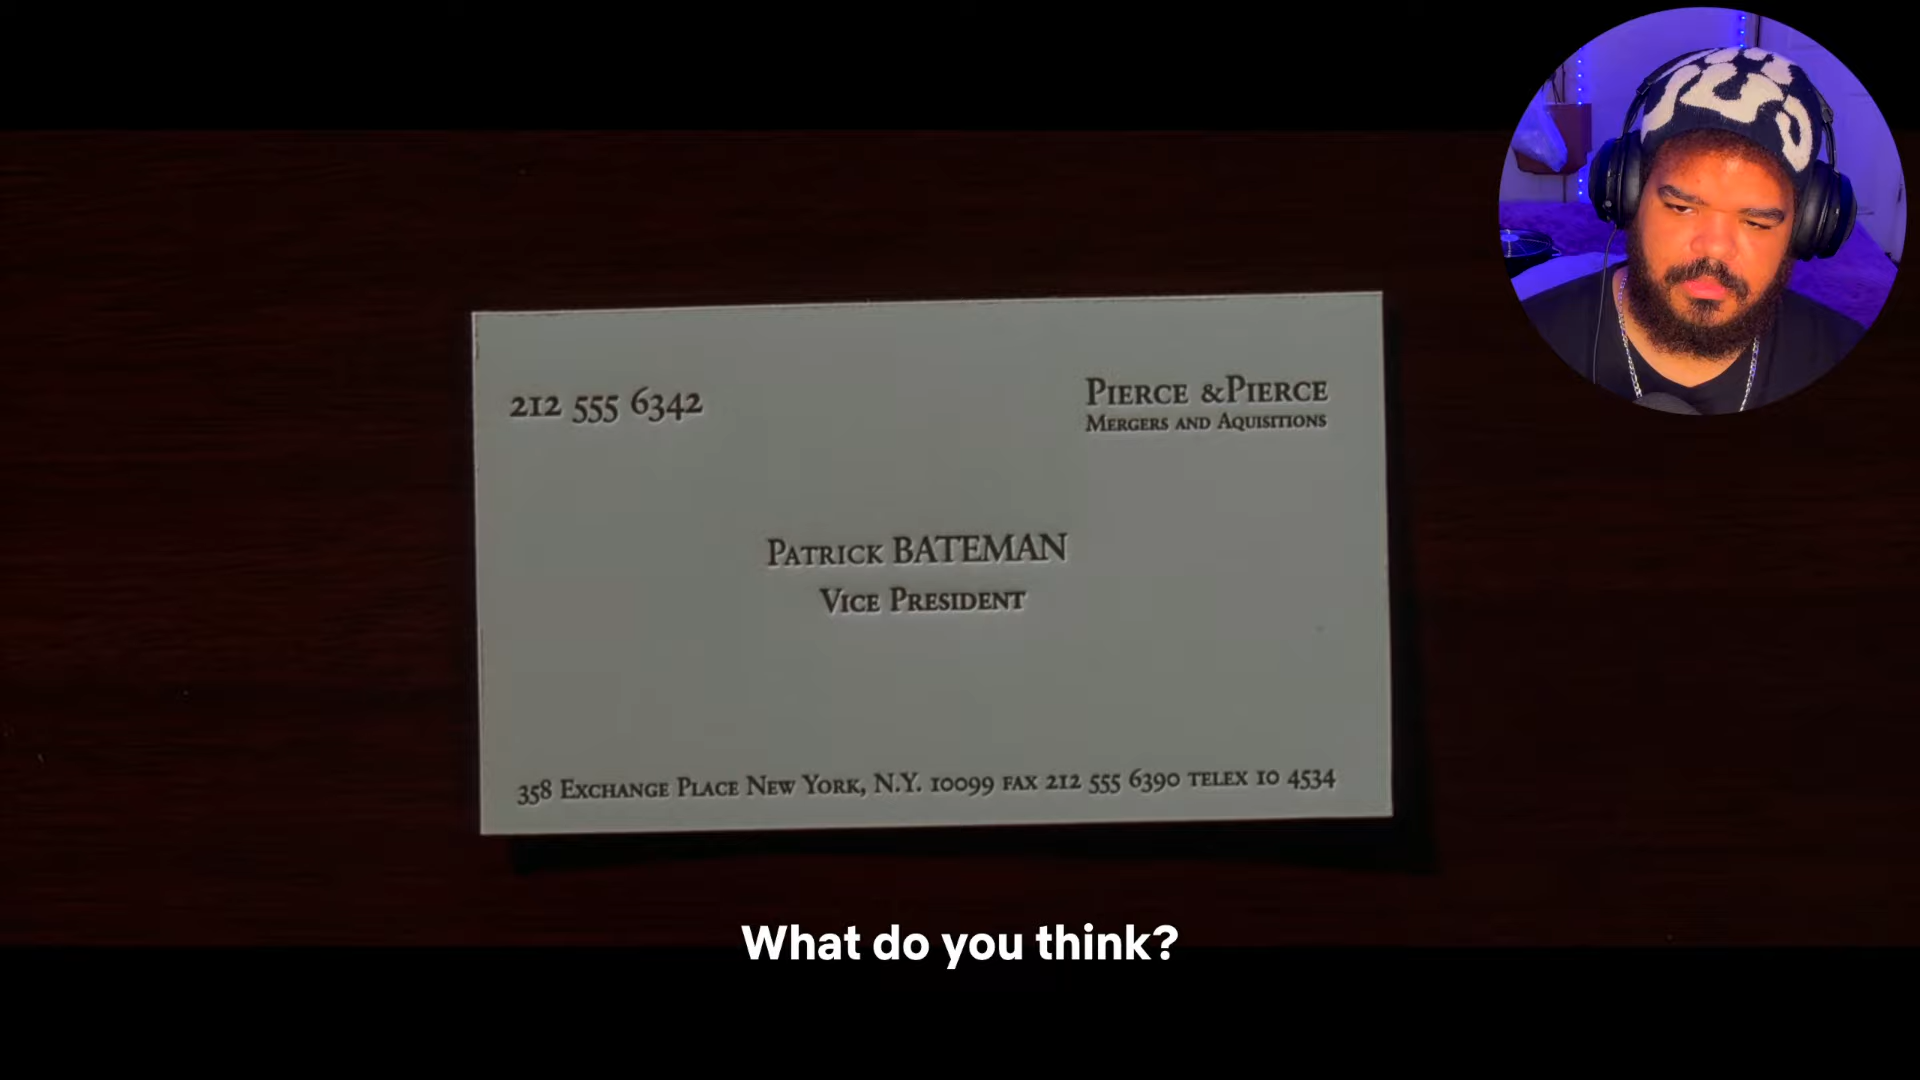 212 555 6342
Pierce &Pierce
Mergers and Aquisitions
Patrick BATEMAN
Vice President
358 Exchange Place New York, N.Y. 10099 fax 212 555 6390 telex 10 4534
What do you think?